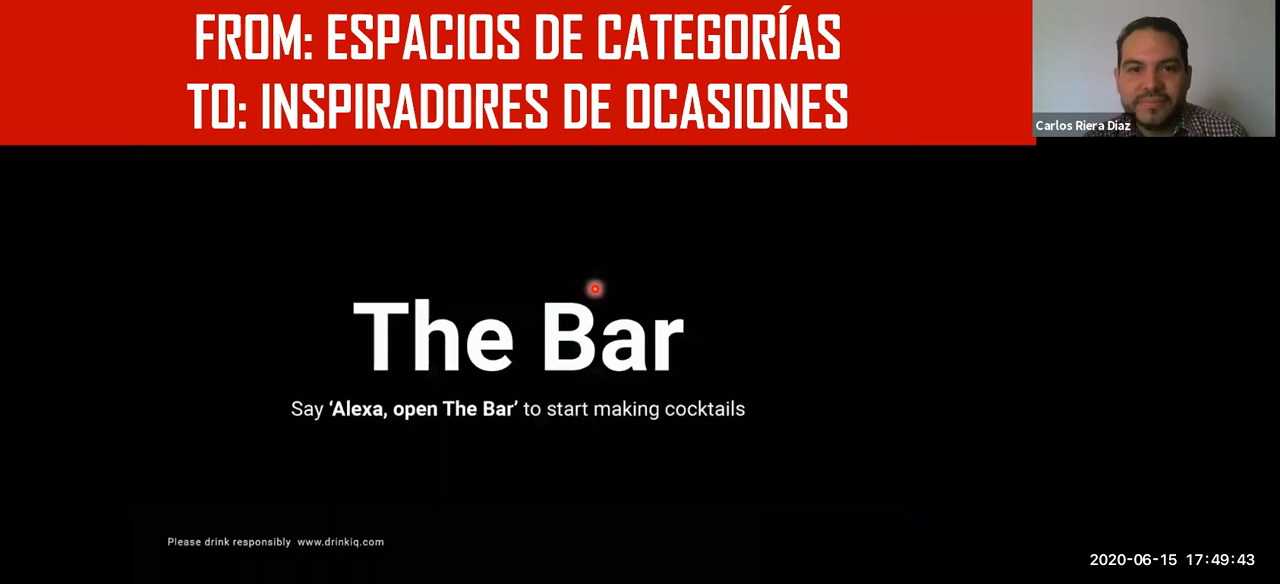 FROM: ESPACIOS DE CATEGORÍAS
TO: INSPIRADORES DE OCASIONES
Carlos Riera Diaz
The Bar
Say ‘Alexa, open The Bar’ to start making cocktails
Please drink responsibly www.drinkiq.com
2020-06-15 17:49:43